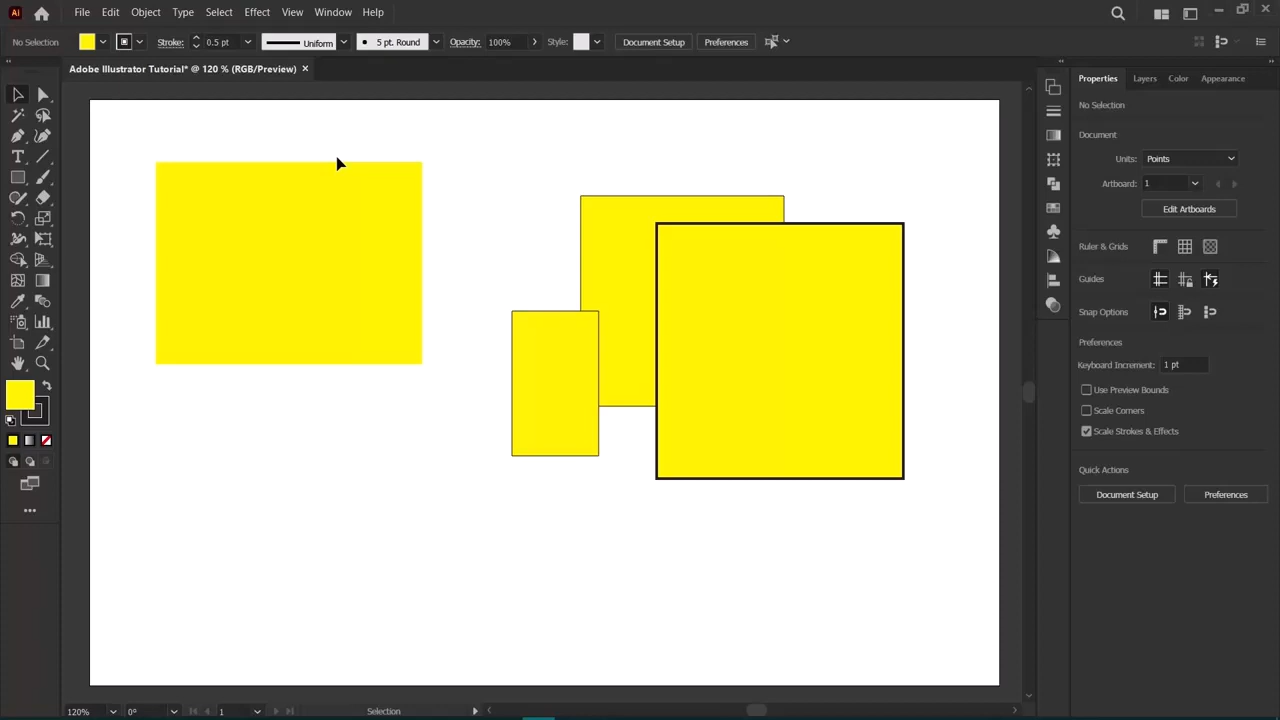 Ai File Edit Object Type Select Effect View Window Help
No Selection Stroke: 0.5 pt Uniform 5 pt. Round Opacity: 100% Style: Document Setup Preferences
Adobe Illustrator Tutorial* @ 120 % (RGB/Preview) ×
Properties Layers Color Appearance
No Selection
Document
Units: Points
Artboard: 1
Edit Artboards
Ruler & Grids
Guides
Snap Options
Preferences
Keyboard Increment: 1 pt
Use Preview Bounds
Scale Corners
Scale Strokes & Effects
Quick Actions
Document Setup Preferences
120% 0° 1 Selection